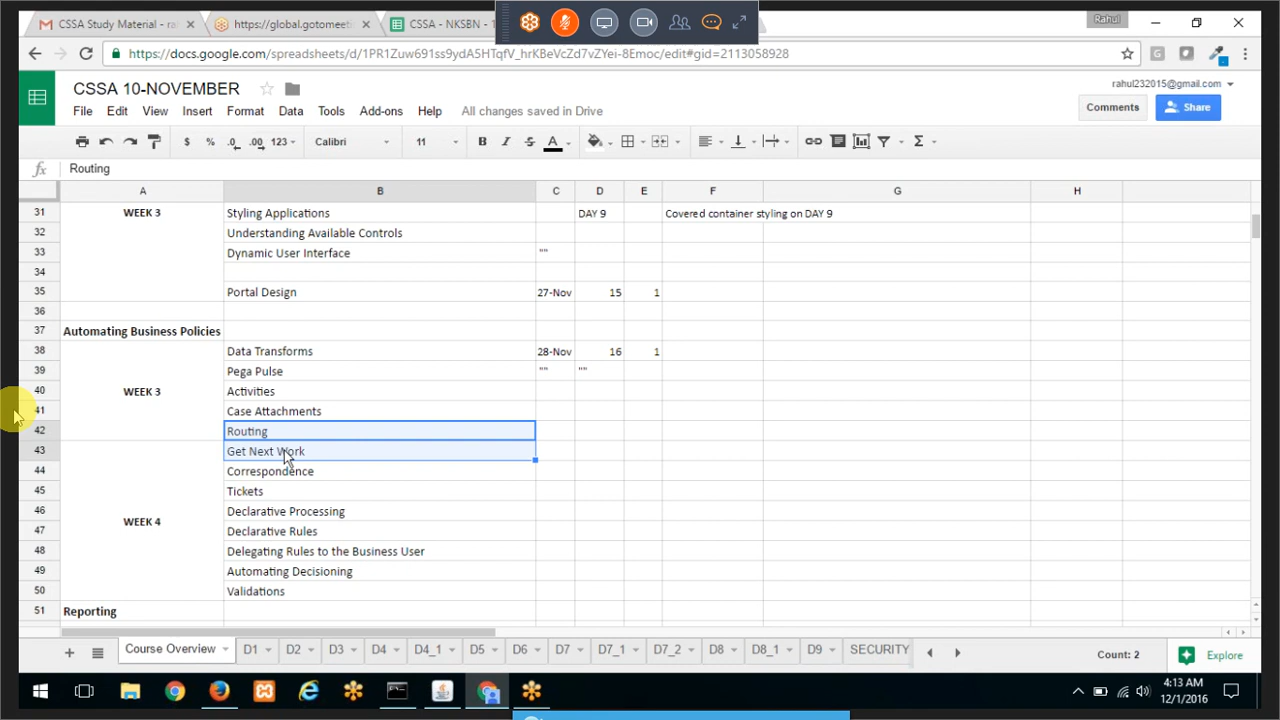 CSSA Study Material - ra
https://global.gotomeeti
CSSA - NKSBN - T
Rahul
https://docs.google.com/spreadsheets/d/1PR1Zuw691ss9ydA5HTqfV_hrKBeVcZd7vZYei-8Emoc/edit#gid=2113058928
CSSA 10-NOVEMBER
rahul232015@gmail.com
File Edit View Insert Format Data Tools Add-ons Help All changes saved in Drive
Comments
Share
$ % .0 .00 123 Calibri 11 B I S A Σ
fx Routing
A B C D E F G H
31 WEEK 3 Styling Applications DAY 9 Covered container styling on DAY 9
32 Understanding Available Controls
33 Dynamic User Interface ""
34
35 Portal Design 27-Nov 15 1
36
37 Automating Business Policies
38 Data Transforms 28-Nov 16 1
39 Pega Pulse "" ""
40 WEEK 3 Activities
41 Case Attachments
42 Routing
43 Get Next Work
44 Correspondence
45 Tickets
46 WEEK 4 Declarative Processing
47 Declarative Rules
48 Delegating Rules to the Business User
49 Automating Decisioning
50 Validations
51 Reporting
Course Overview D1 D2 D3 D4 D4_1 D5 D6 D7 D7_1 D7_2 D8 D8_1 D9 SECURITY Count: 2 Explore
4:13 AM
12/1/2016